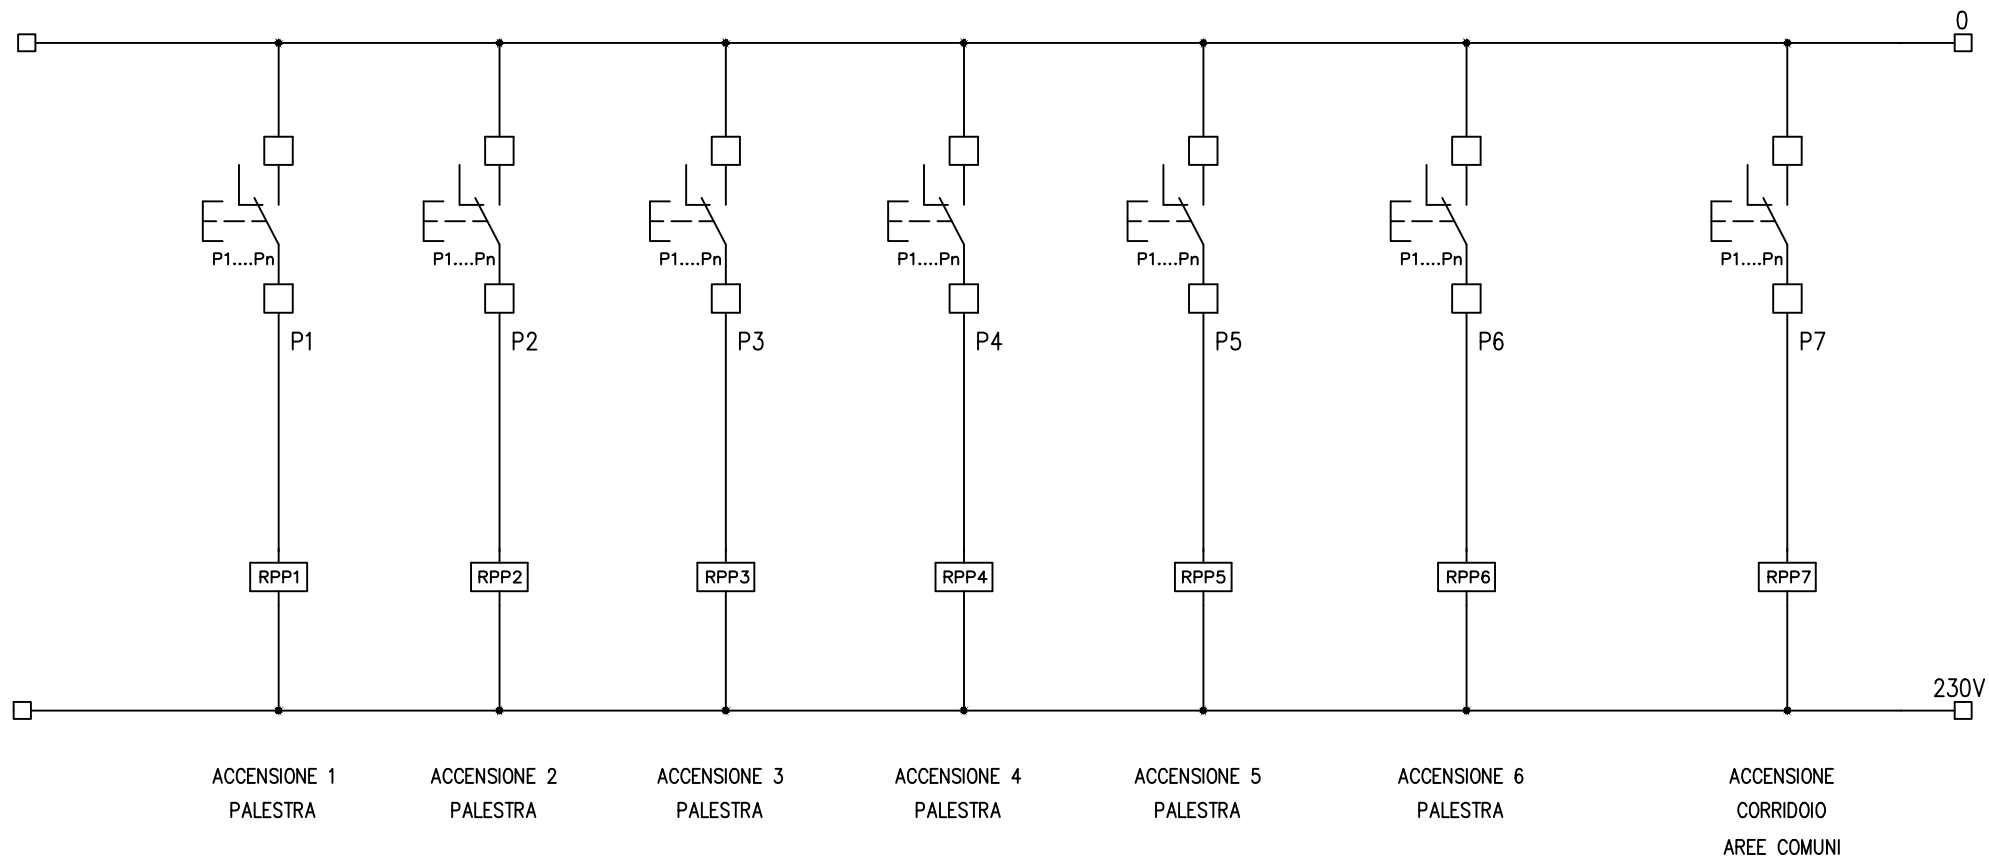 0
P1....Pn P1....Pn P1....Pn P1....Pn P1....Pn P1....Pn P1....Pn
P1 P2 P3 P4 P5 P6 P7
RPP1 RPP2 RPP3 RPP4 RPP5 RPP6 RPP7
230V
ACCENSIONE 1
PALESTRA
ACCENSIONE 2
PALESTRA
ACCENSIONE 3
PALESTRA
ACCENSIONE 4
PALESTRA
ACCENSIONE 5
PALESTRA
ACCENSIONE 6
PALESTRA
ACCENSIONE
CORRIDOIO
AREE COMUNI